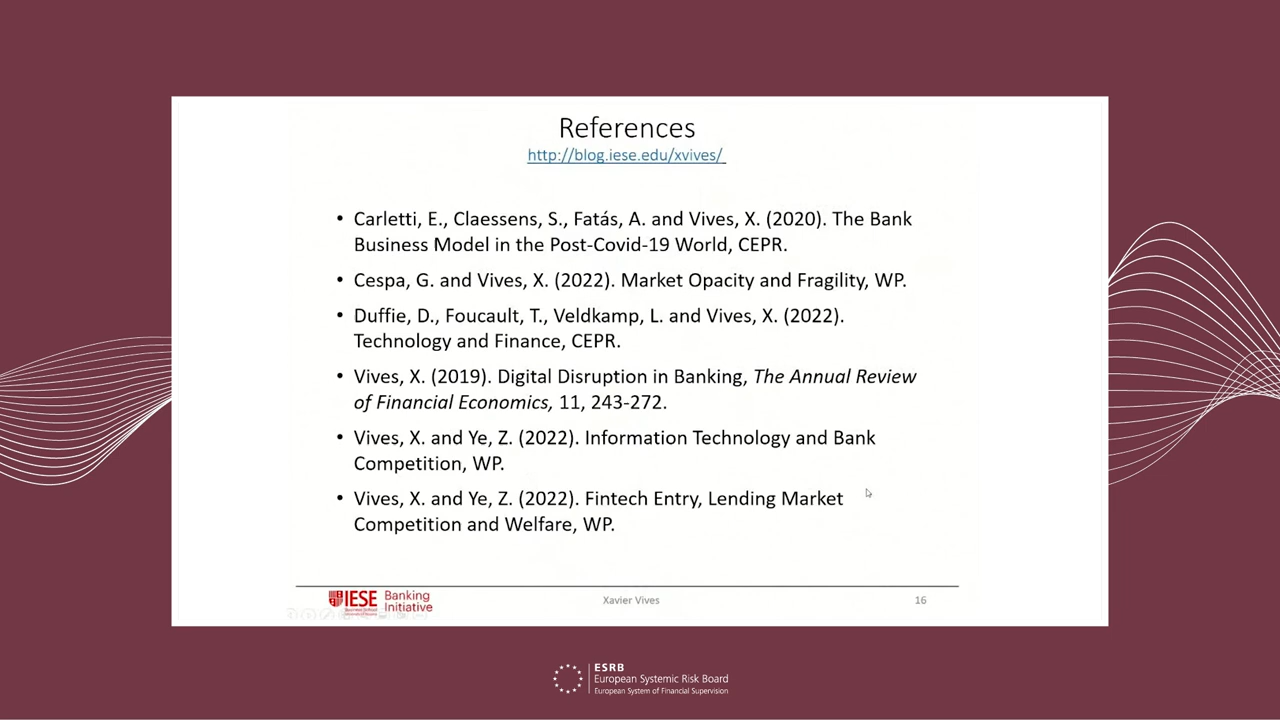 References
http://blog.iese.edu/xvives/
• Carletti, E., Claessens, S., Fatás, A. and Vives, X. (2020). The Bank
Business Model in the Post-Covid-19 World, CEPR.
• Cespa, G. and Vives, X. (2022). Market Opacity and Fragility, WP.
• Duffie, D., Foucault, T., Veldkamp, L. and Vives, X. (2022).
Technology and Finance, CEPR.
• Vives, X. (2019). Digital Disruption in Banking, The Annual Review
of Financial Economics, 11, 243-272.
• Vives, X. and Ye, Z. (2022). Information Technology and Bank
Competition, WP.
• Vives, X. and Ye, Z. (2022). Fintech Entry, Lending Market
Competition and Welfare, WP.
IESE Banking
Initiative
Xavier Vives
16
ESRB
European Systemic Risk Board
European System of Financial Supervision